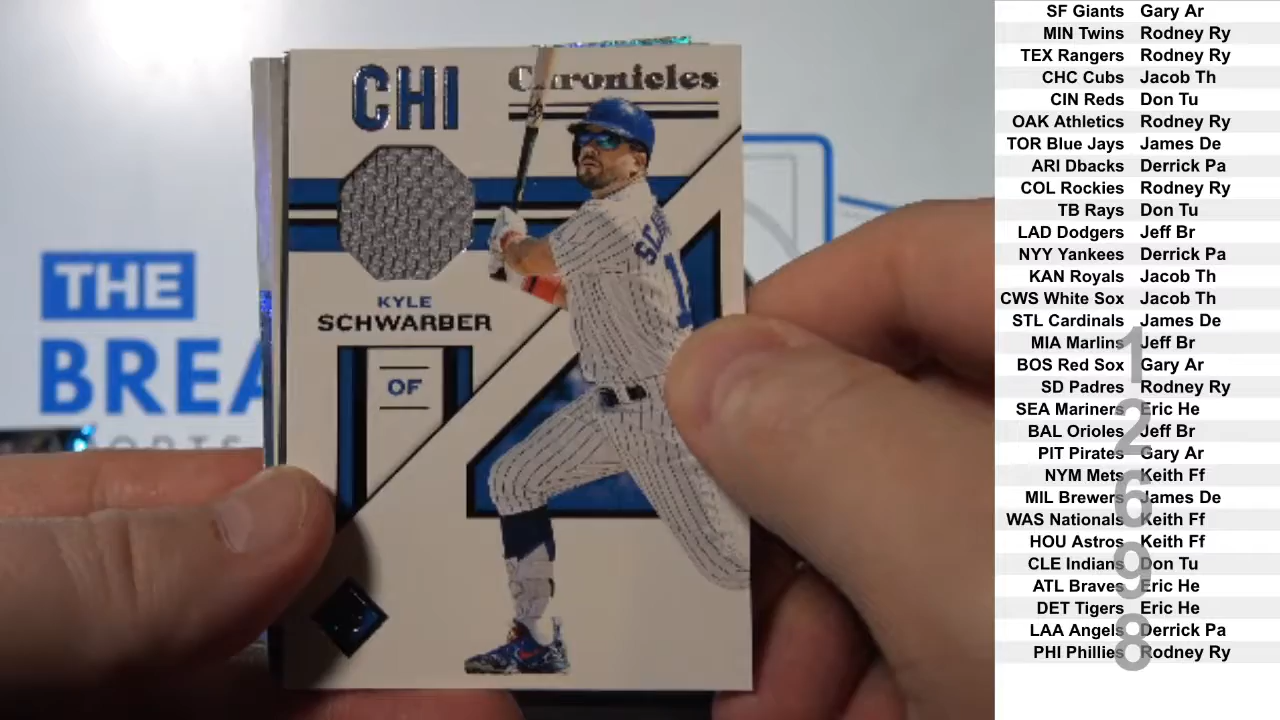 CHI
Chronicles
KYLE
SCHWARBER
OF
THE
BREA
SF Giants Gary Ar
MIN Twins Rodney Ry
TEX Rangers Rodney Ry
CHC Cubs Jacob Th
CIN Reds Don Tu
OAK Athletics Rodney Ry
TOR Blue Jays James De
ARI Dbacks Derrick Pa
COL Rockies Rodney Ry
TB Rays Don Tu
LAD Dodgers Jeff Br
NYY Yankees Derrick Pa
KAN Royals Jacob Th
CWS White Sox Jacob Th
STL Cardinals James De
MIA Marlins Jeff Br
BOS Red Sox Gary Ar
SD Padres Rodney Ry
SEA Mariners Eric He
BAL Orioles Jeff Br
PIT Pirates Gary Ar
NYM Mets Keith Ff
MIL Brewers James De
WAS Nationals Keith Ff
HOU Astros Keith Ff
CLE Indians Don Tu
ATL Braves Eric He
DET Tigers Eric He
LAA Angels Derrick Pa
PHI Phillies Rodney Ry
1
2
6
9
8